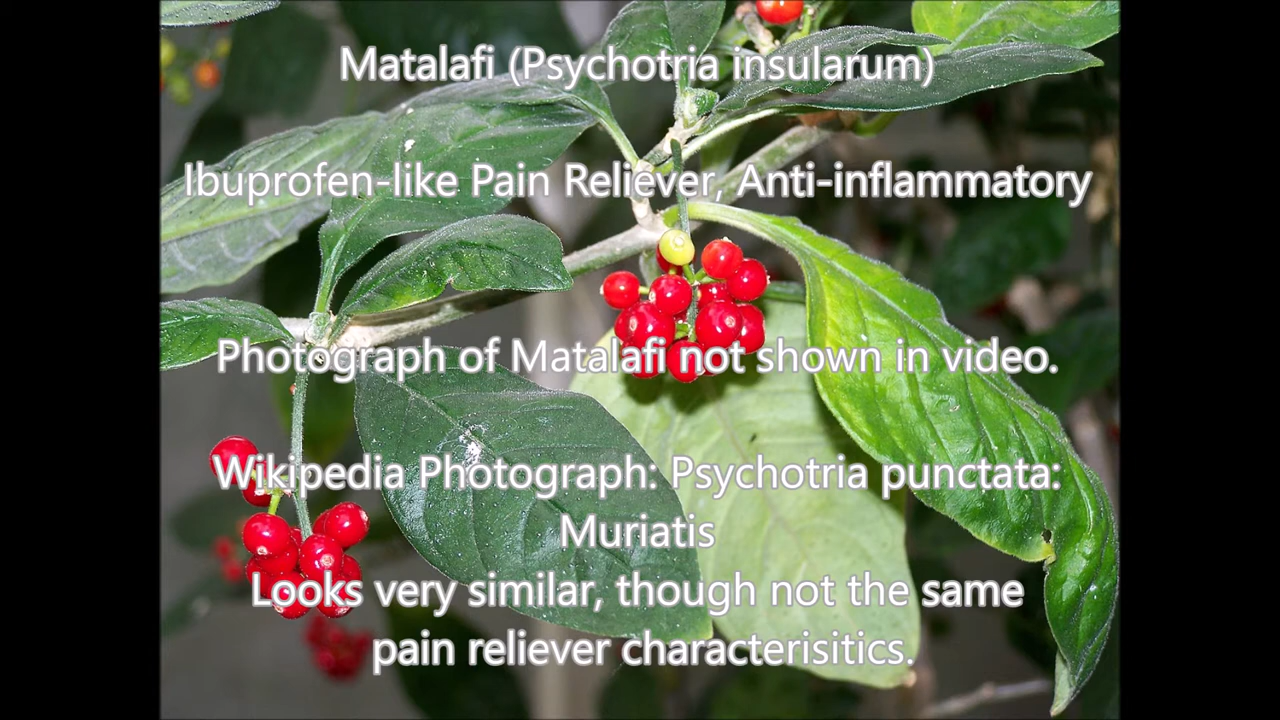 Matalafi (Psychotria insularum)
Ibuprofen-like Pain Reliever, Anti-inflammatory
Photograph of Matalafi not shown in video.
Wikipedia Photograph: Psychotria punctata:
Muriatis
Looks very similar, though not the same
pain reliever characterisitics.